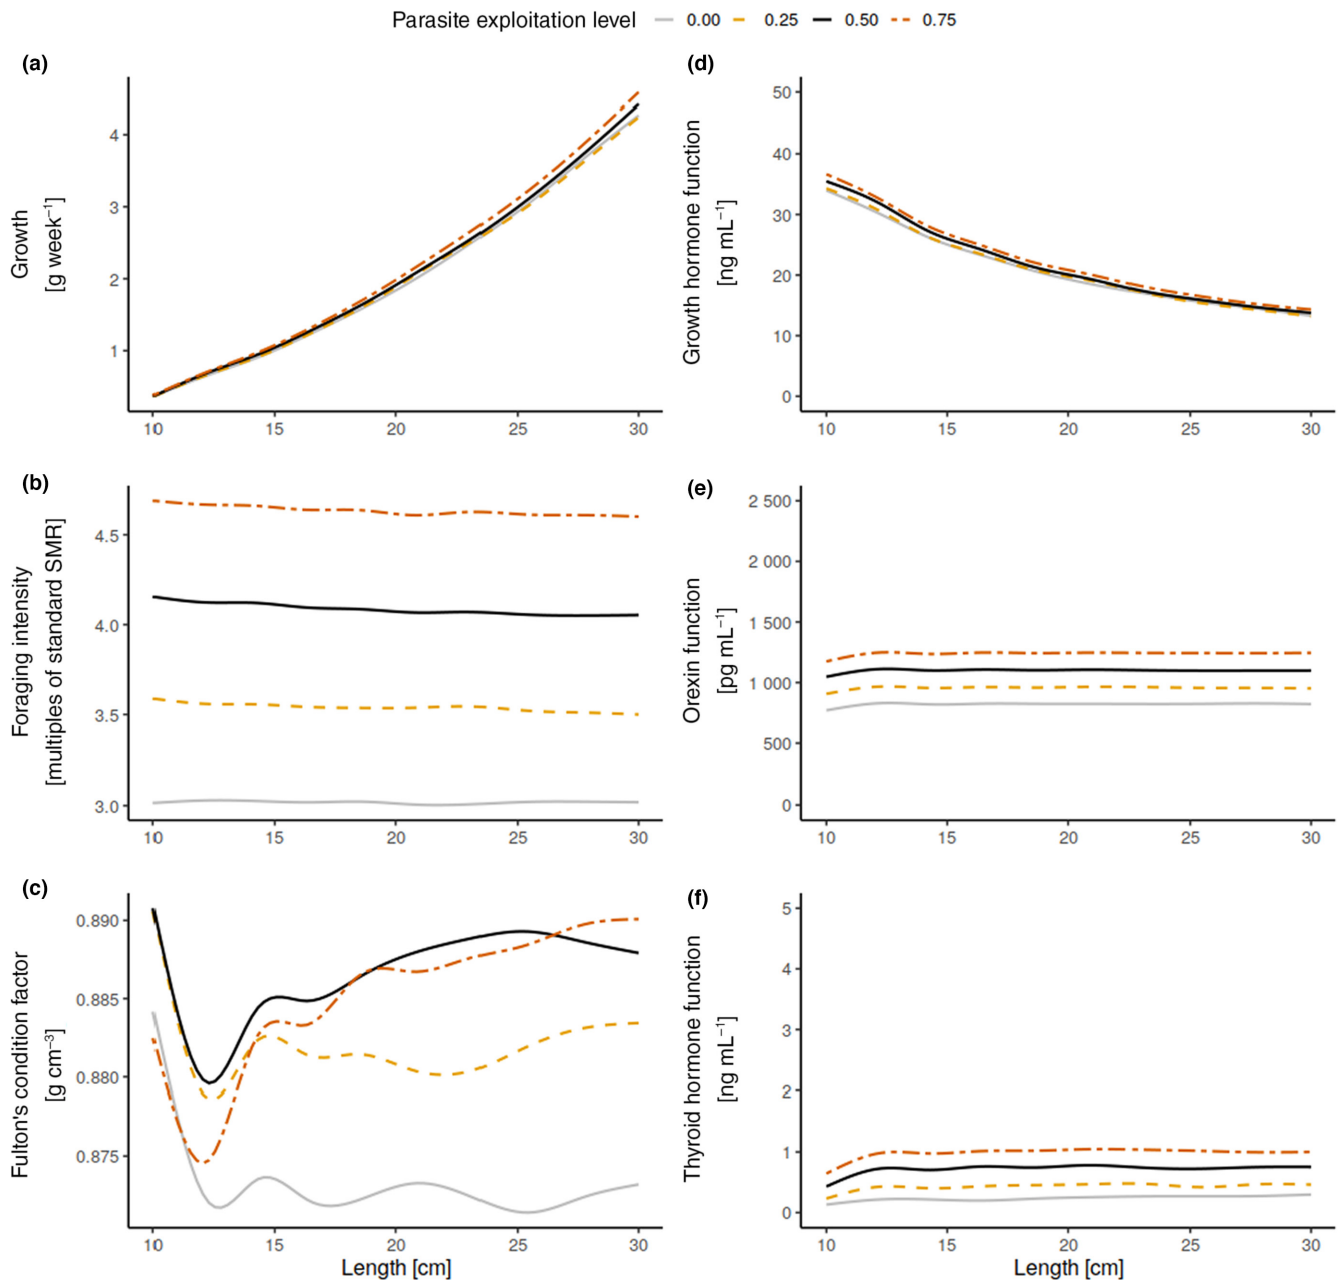 Parasite exploitation level 0.00 0.25 0.50 0.75
(a)
Growth
[g week⁻¹]
4
3
2
1
10 15 20 25 30
(b)
Foraging intensity
[multiples of standard SMR]
4.5
4.0
3.5
3.0
10 15 20 25 30
(c)
Fulton's condition factor
[g cm⁻³]
0.890
0.885
0.880
0.875
10 15 20 25 30
Length [cm]
(d)
Growth hormone function
[ng mL⁻¹]
50
40
30
20
10
0
10 15 20 25 30
(e)
Orexin function
[pg mL⁻¹]
2 500
2 000
1 500
1 000
500
0
10 15 20 25 30
(f)
Thyroid hormone function
[ng mL⁻¹]
5
4
3
2
1
0
10 15 20 25 30
Length [cm]